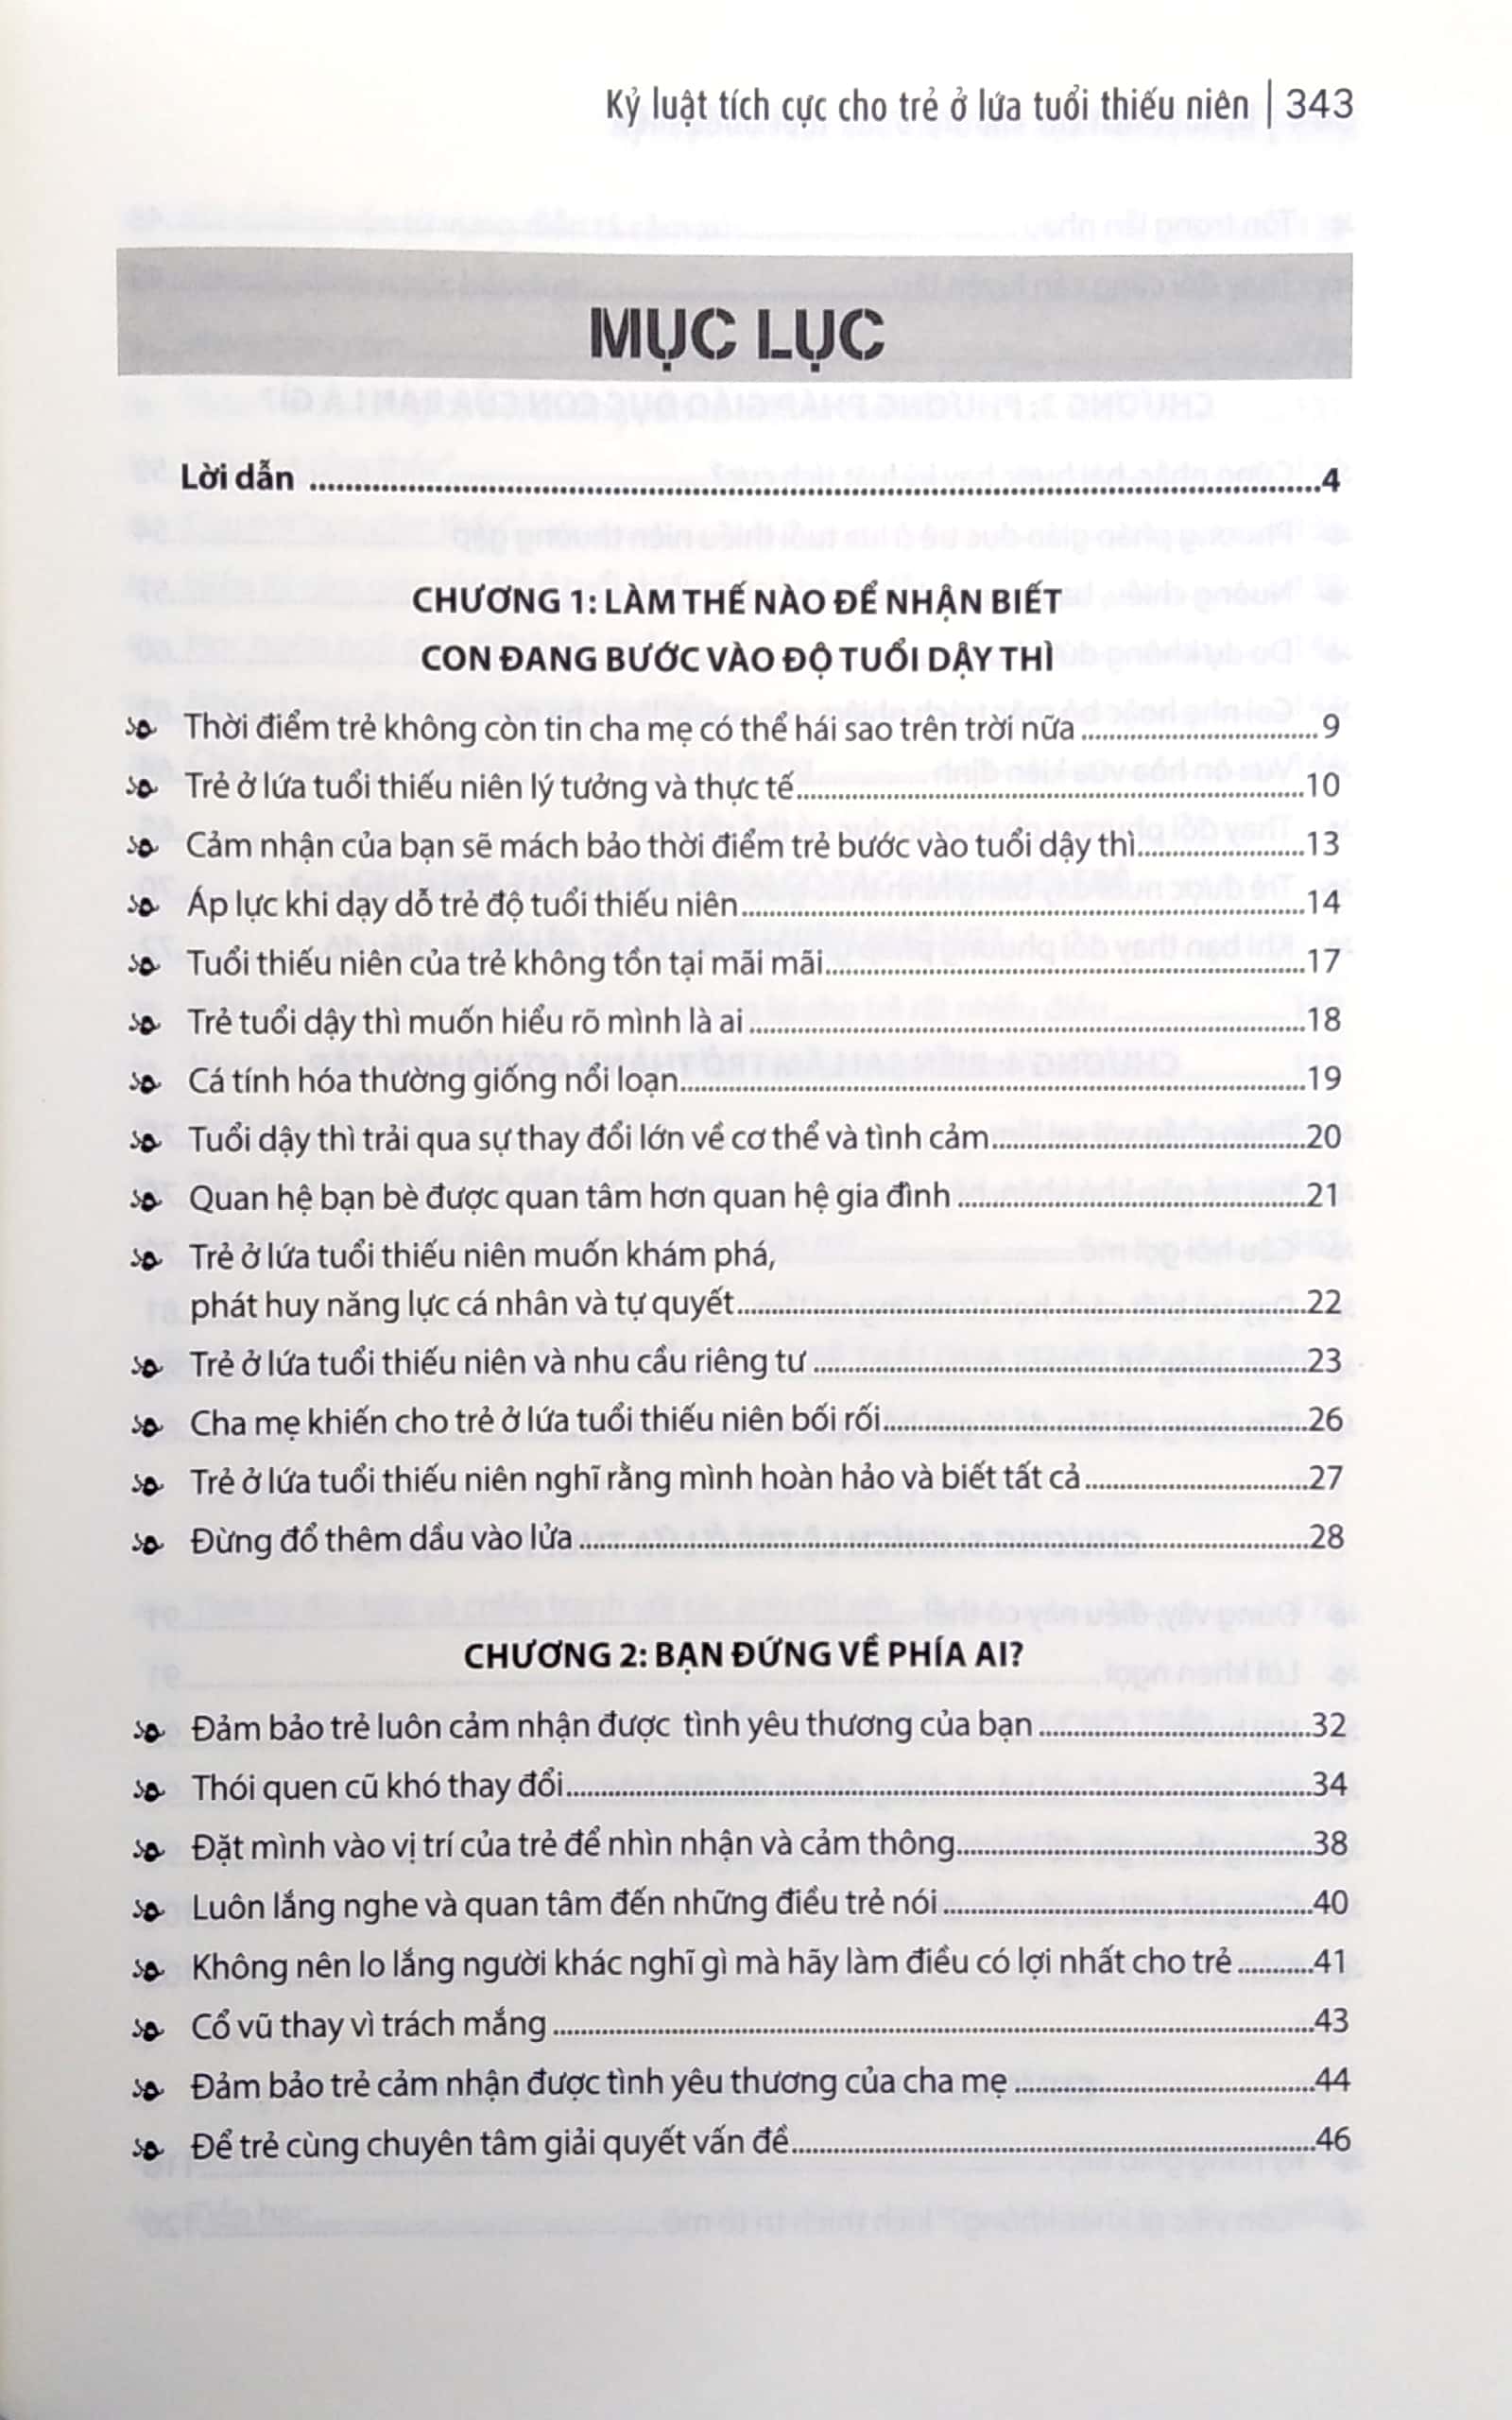 Kỷ luật tích cực cho trẻ ở lứa tuổi thiếu niên | 343
MỤC LỤC
Lời dẫn ....................4
CHƯƠNG 1: LÀM THẾ NÀO ĐỂ NHẬN BIẾT
CON ĐANG BƯỚC VÀO ĐỘ TUỔI DẬY THÌ
Thời điểm trẻ không còn tin cha mẹ có thể hái sao trên trời nữa ....................9
Trẻ ở lứa tuổi thiếu niên lý tưởng và thực tế....................10
Cảm nhận của bạn sẽ mách bảo thời điểm trẻ bước vào tuổi dậy thì....................13
Áp lực khi dạy dỗ trẻ độ tuổi thiếu niên....................14
Tuổi thiếu niên của trẻ không tồn tại mãi mãi....................17
Trẻ tuổi dậy thì muốn hiểu rõ mình là ai ....................18
Cá tính hóa thường giống nổi loạn....................19
Tuổi dậy thì trải qua sự thay đổi lớn về cơ thể và tình cảm....................20
Quan hệ bạn bè được quan tâm hơn quan hệ gia đình ....................21
Trẻ ở lứa tuổi thiếu niên muốn khám phá,
phát huy năng lực cá nhân và tự quyết....................22
Trẻ ở lứa tuổi thiếu niên và nhu cầu riêng tư ....................23
Cha mẹ khiến cho trẻ ở lứa tuổi thiếu niên bối rối....................26
Trẻ ở lứa tuổi thiếu niên nghĩ rằng mình hoàn hảo và biết tất cả....................27
Đừng đổ thêm dầu vào lửa ....................28
CHƯƠNG 2: BẠN ĐỨNG VỀ PHÍA AI?
Đảm bảo trẻ luôn cảm nhận được tình yêu thương của bạn ....................32
Thói quen cũ khó thay đổi....................34
Đặt mình vào vị trí của trẻ để nhìn nhận và cảm thông....................38
Luôn lắng nghe và quan tâm đến những điều trẻ nói....................40
Không nên lo lắng người khác nghĩ gì mà hãy làm điều có lợi nhất cho trẻ ...........41
Cổ vũ thay vì trách mắng ....................43
Đảm bảo trẻ cảm nhận được tình yêu thương của cha mẹ ....................44
Để trẻ cùng chuyên tâm giải quyết vấn đề....................46